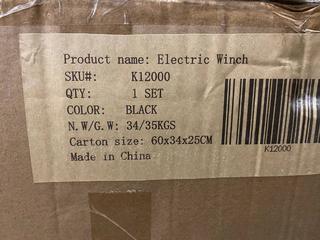 Product name: Electric Winch
SKU#: K12000
QTY: 1 SET
COLOR: BLACK
N.W/G.W: 34/35KGS
Carton size: 60x34x25CM
Made in China
K12000